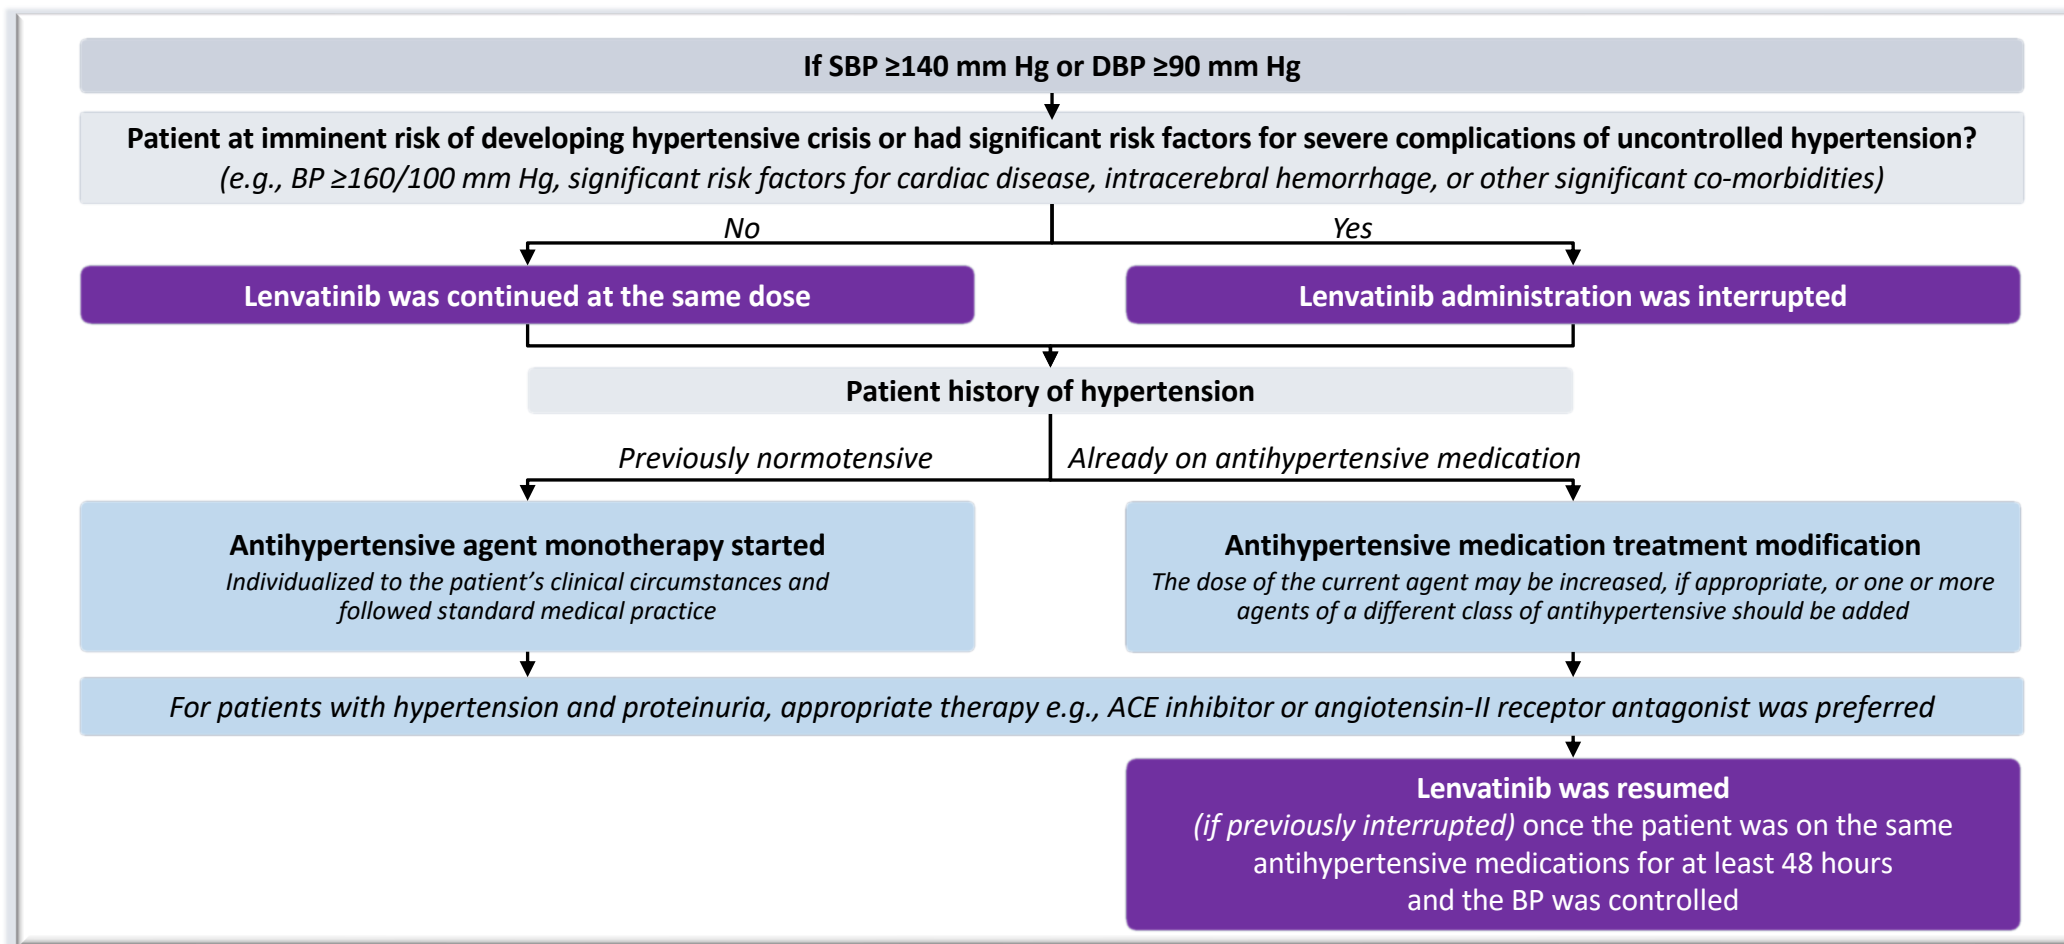 If SBP ≥140 mm Hg or DBP ≥90 mm Hg
Patient at imminent risk of developing hypertensive crisis or had significant risk factors for severe complications of uncontrolled hypertension?
(e.g., BP ≥160/100 mm Hg, significant risk factors for cardiac disease, intracerebral hemorrhage, or other significant co-morbidities)
No
Yes
Lenvatinib was continued at the same dose
Lenvatinib administration was interrupted
Patient history of hypertension
Previously normotensive
Already on antihypertensive medication
Antihypertensive agent monotherapy started
Individualized to the patient’s clinical circumstances and
followed standard medical practice
Antihypertensive medication treatment modification
The dose of the current agent may be increased, if appropriate, or one or more
agents of a different class of antihypertensive should be added
For patients with hypertension and proteinuria, appropriate therapy e.g., ACE inhibitor or angiotensin-II receptor antagonist was preferred
Lenvatinib was resumed
(if previously interrupted) once the patient was on the same
antihypertensive medications for at least 48 hours
and the BP was controlled